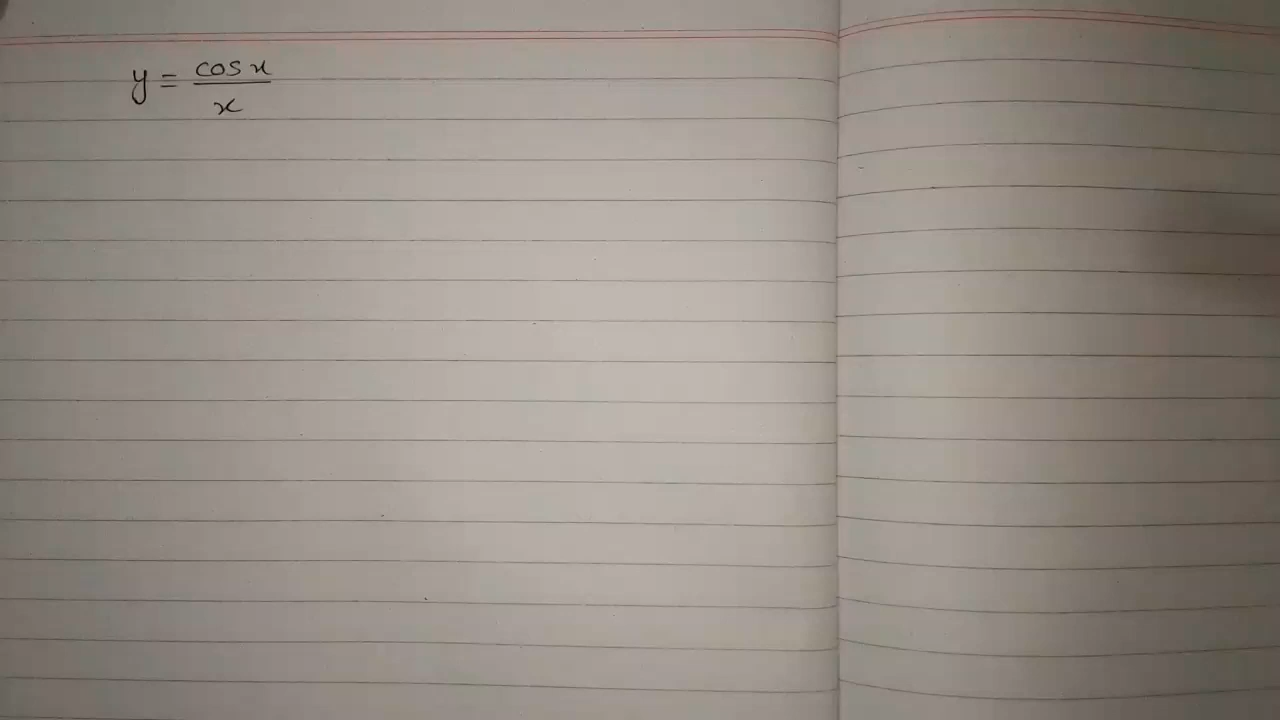 y = cos x / x